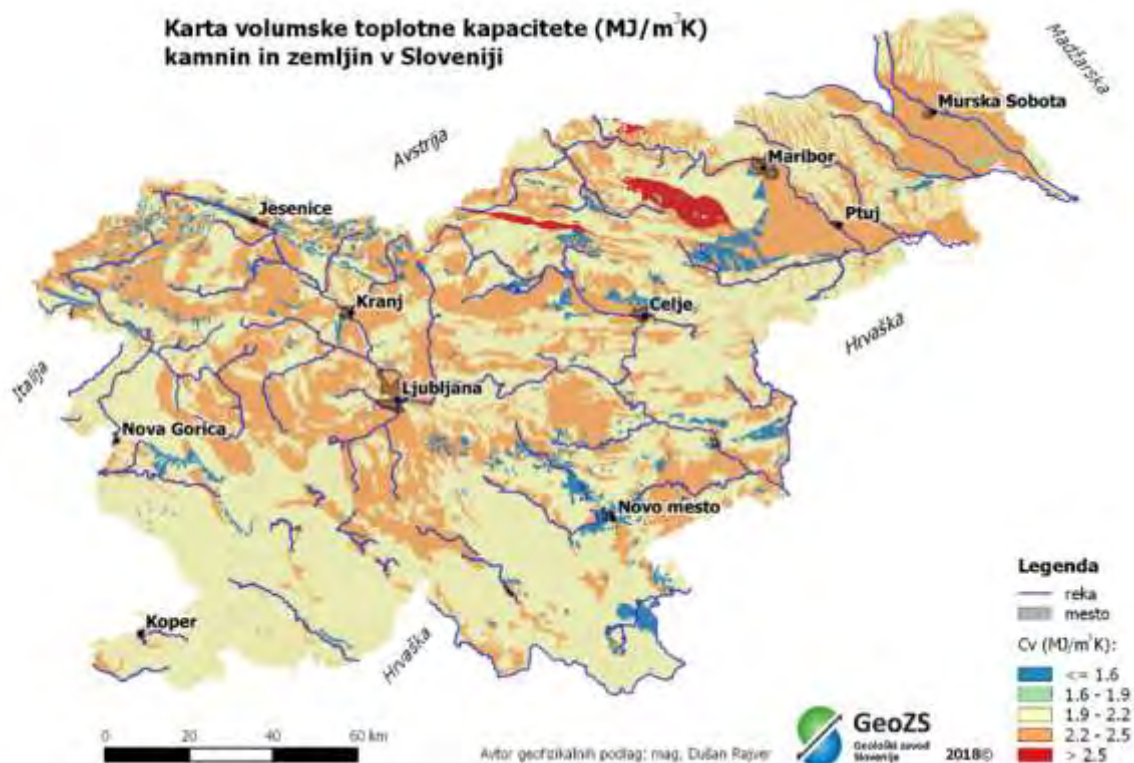 Karta volumske toplotne kapacitete (MJ/m³K)
kamnin in zemljin v Sloveniji
Madžarska
Murska Sobota
Avstrija
Maribor
Jesenice
Ptuj
Kranj
Celje
Hrvaška
Italija
Ljubljana
Nova Gorica
Novo mesto
Koper
Hrvaška
Legenda
reka
mesto
Cv (MJ/m³K):
<= 1.6
1.6 - 1.9
1.9 - 2.2
2.2 - 2.5
> 2.5
0 20 40 60 km
Avtor geofizikalnih podlag: mag. Dušan Rajver
GeoZS
Geološki zavod
Slovenije
2018©